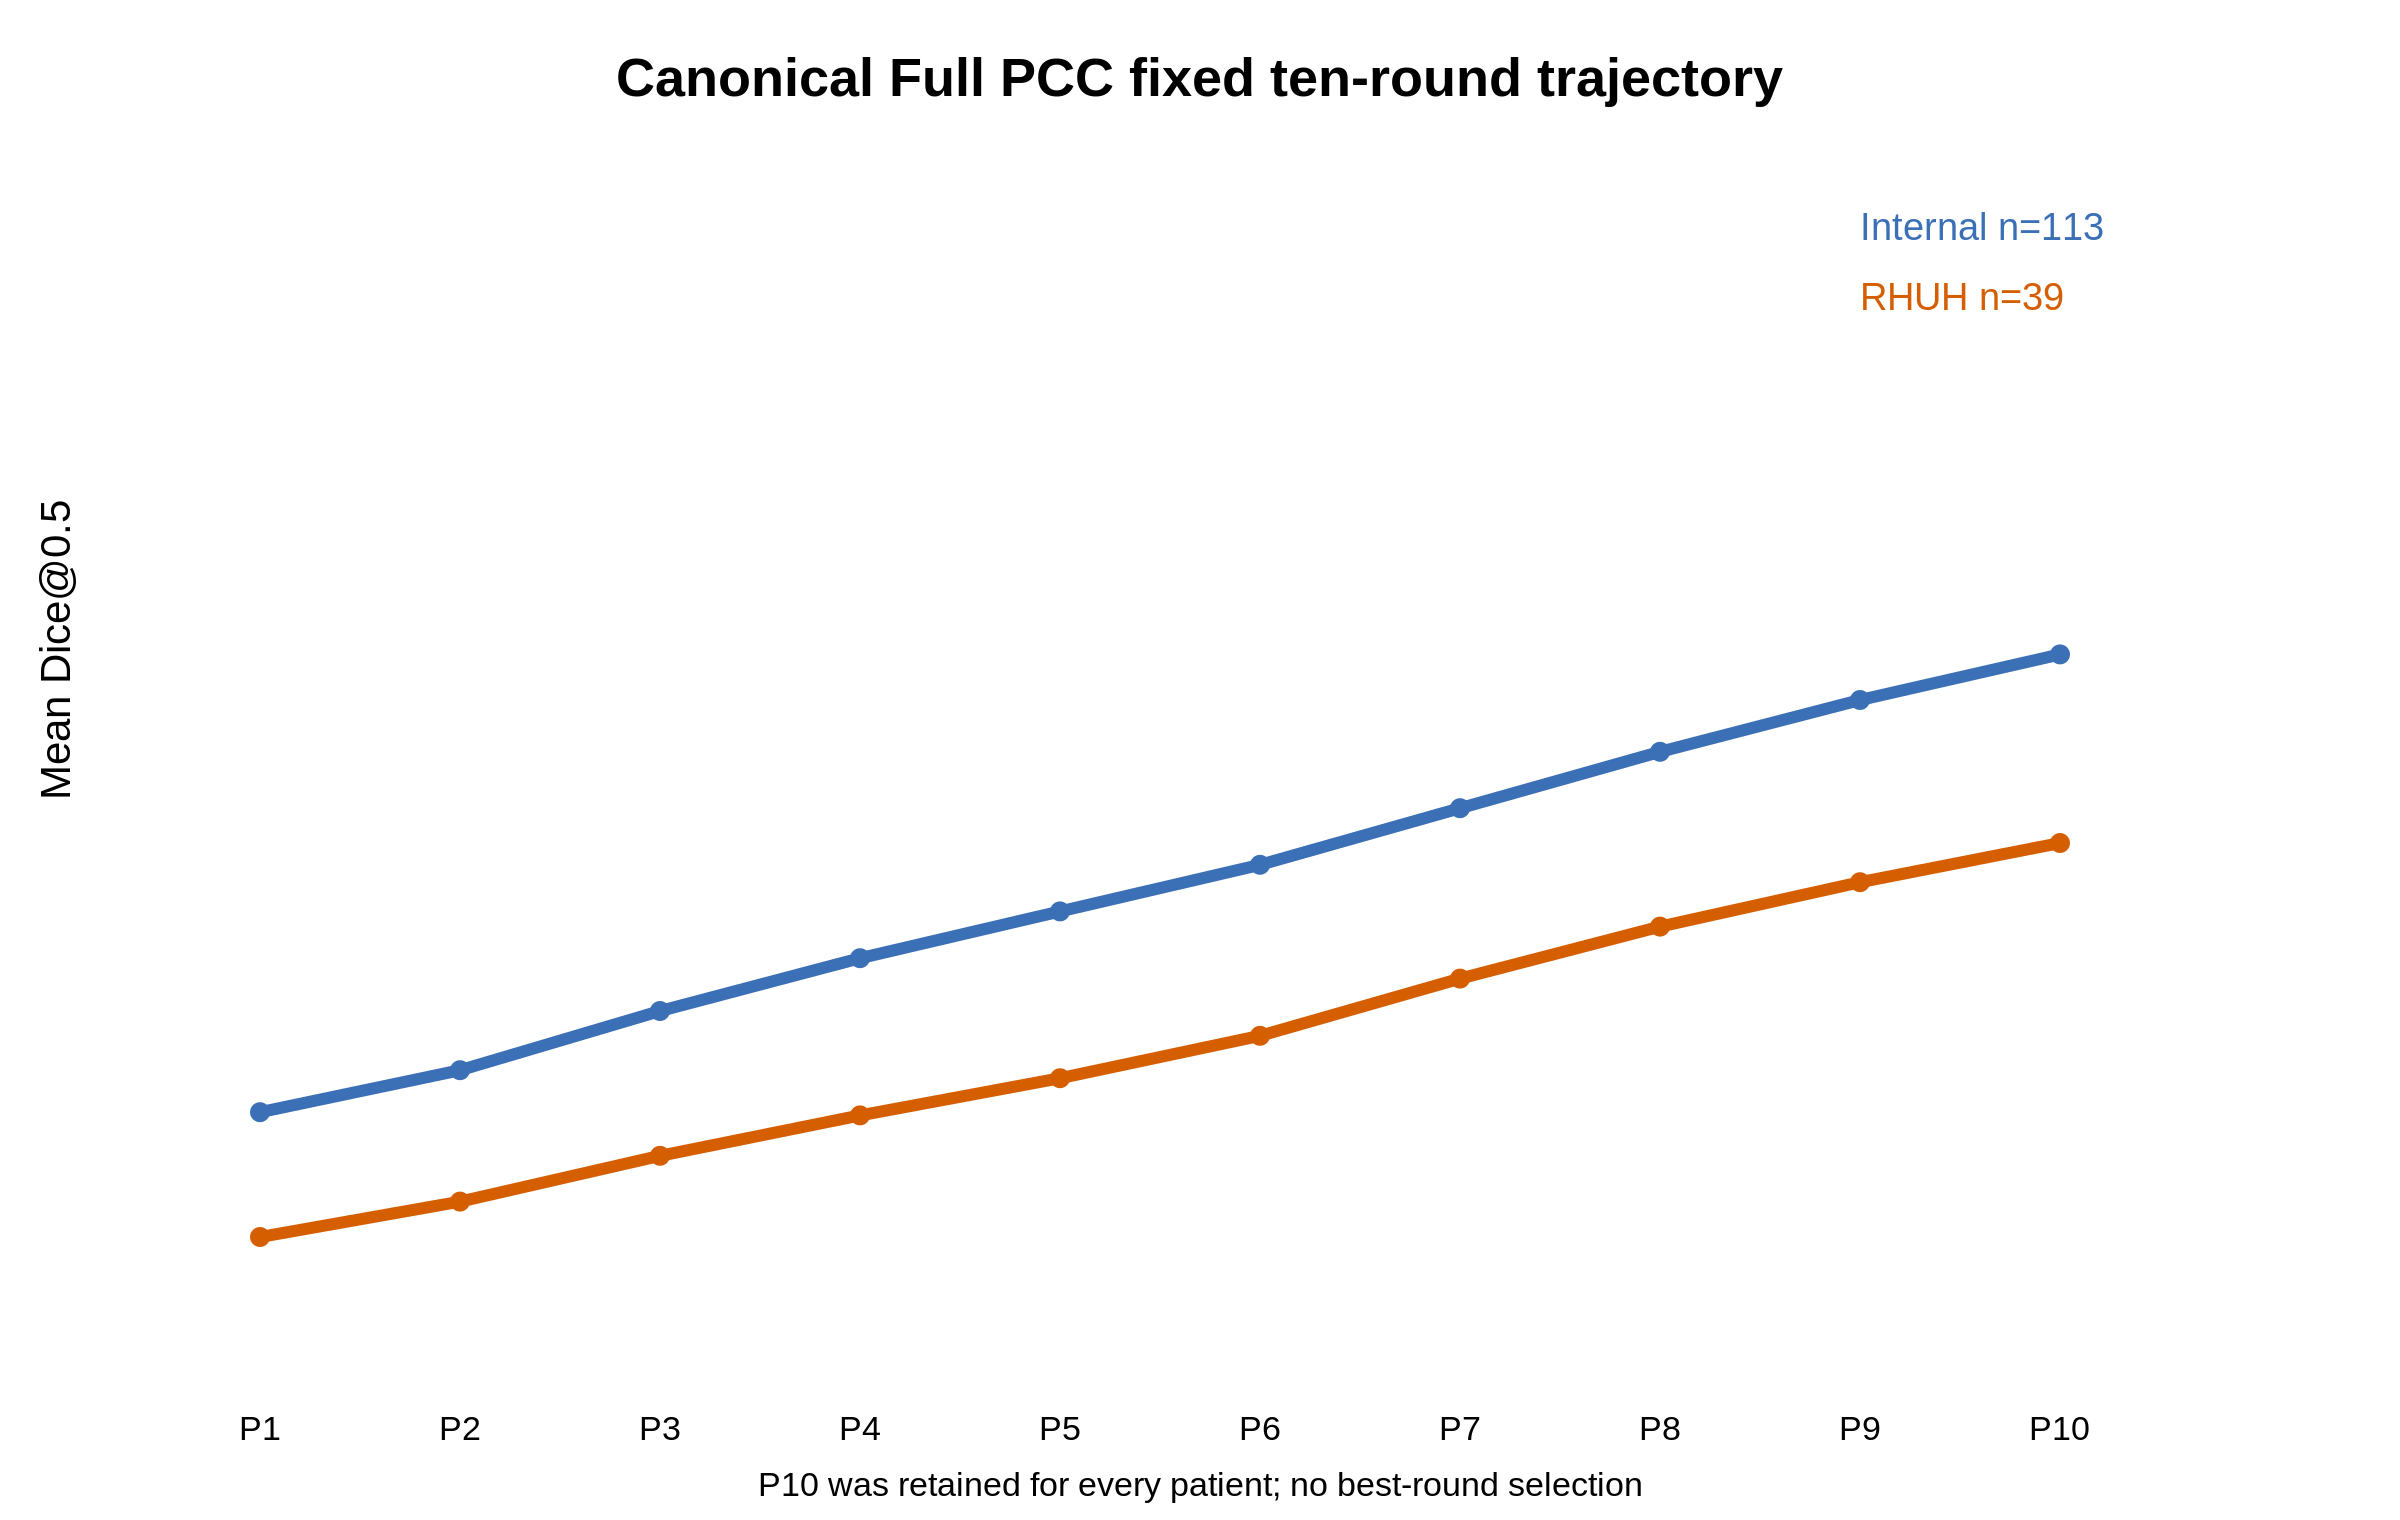 Canonical Full PCC fixed ten-round trajectory
Internal n=113
RHUH n=39
Mean Dice@0.5
P1 P2 P3 P4 P5 P6 P7 P8 P9 P10
P10 was retained for every patient; no best-round selection